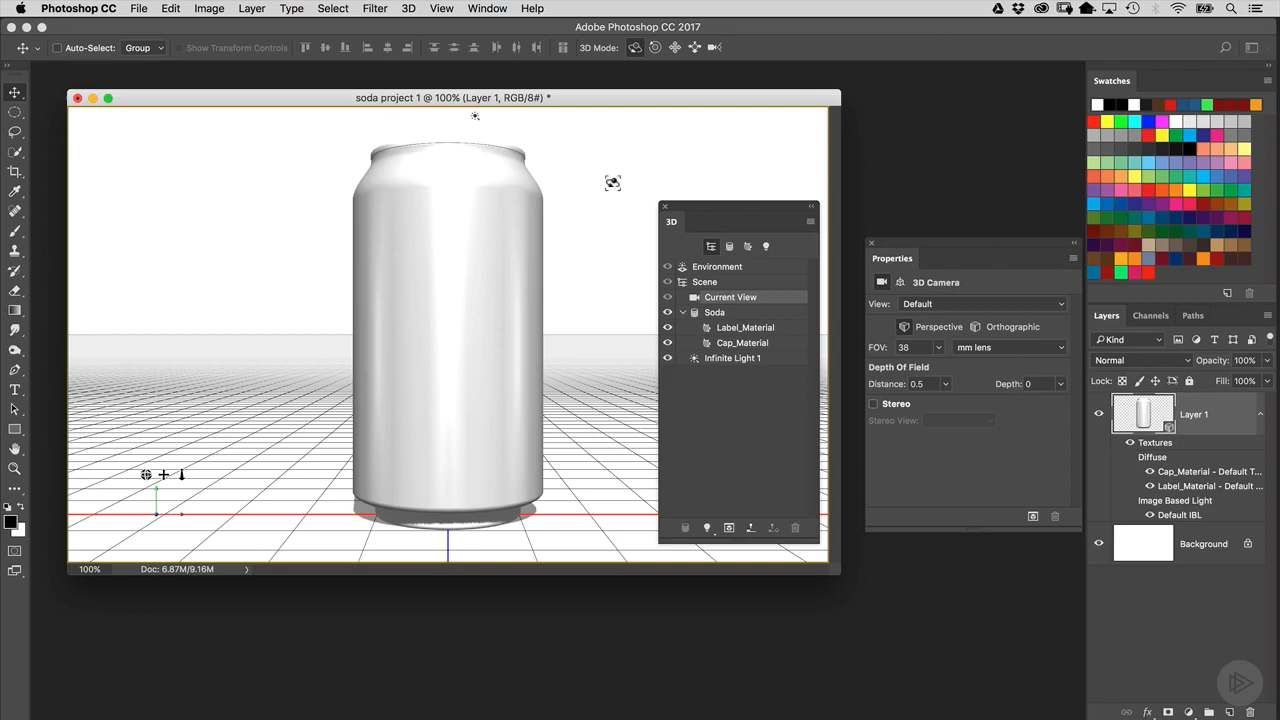 Photoshop CC File Edit Image Layer Type Select Filter 3D View Window Help
Adobe Photoshop CC 2017
Auto-Select: Group Show Transform Controls 3D Mode:
soda project 1 @ 100% (Layer 1, RGB/8#) *
100% Doc: 6.87M/9.16M
3D
Environment
Scene
Current View
Soda
Label_Material
Cap_Material
Infinite Light 1
Properties
3D Camera
View: Default
Perspective Orthographic
FOV: 38 mm lens
Depth Of Field
Distance: 0.5 Depth: 0
Stereo
Stereo View:
Swatches
Layers Channels Paths
Kind
Normal Opacity: 100%
Lock: Fill: 100%
Layer 1
Textures
Diffuse
Cap_Material - Default T...
Label_Material - Default...
Image Based Light
Default IBL
Background
fx